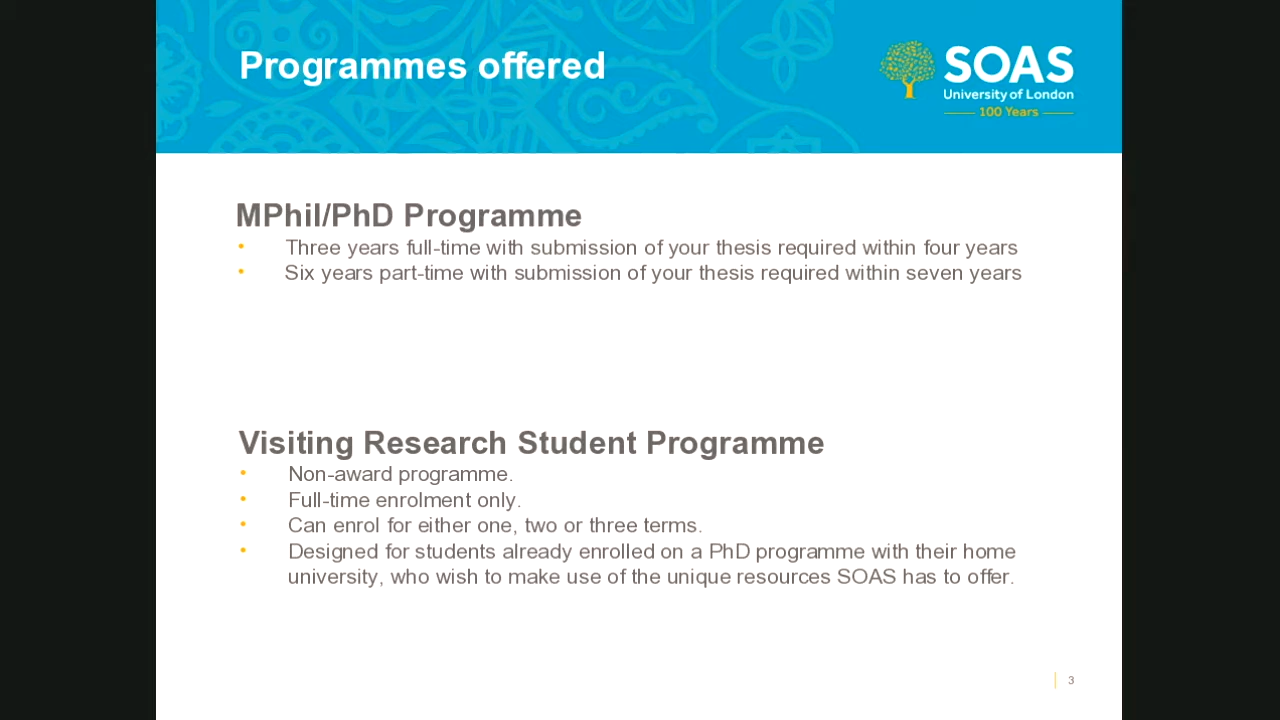 Programmes offered
SOAS
University of London
100 Years
MPhil/PhD Programme
• Three years full-time with submission of your thesis required within four years
• Six years part-time with submission of your thesis required within seven years
Visiting Research Student Programme
• Non-award programme.
• Full-time enrolment only.
• Can enrol for either one, two or three terms.
• Designed for students already enrolled on a PhD programme with their home
university, who wish to make use of the unique resources SOAS has to offer.
3